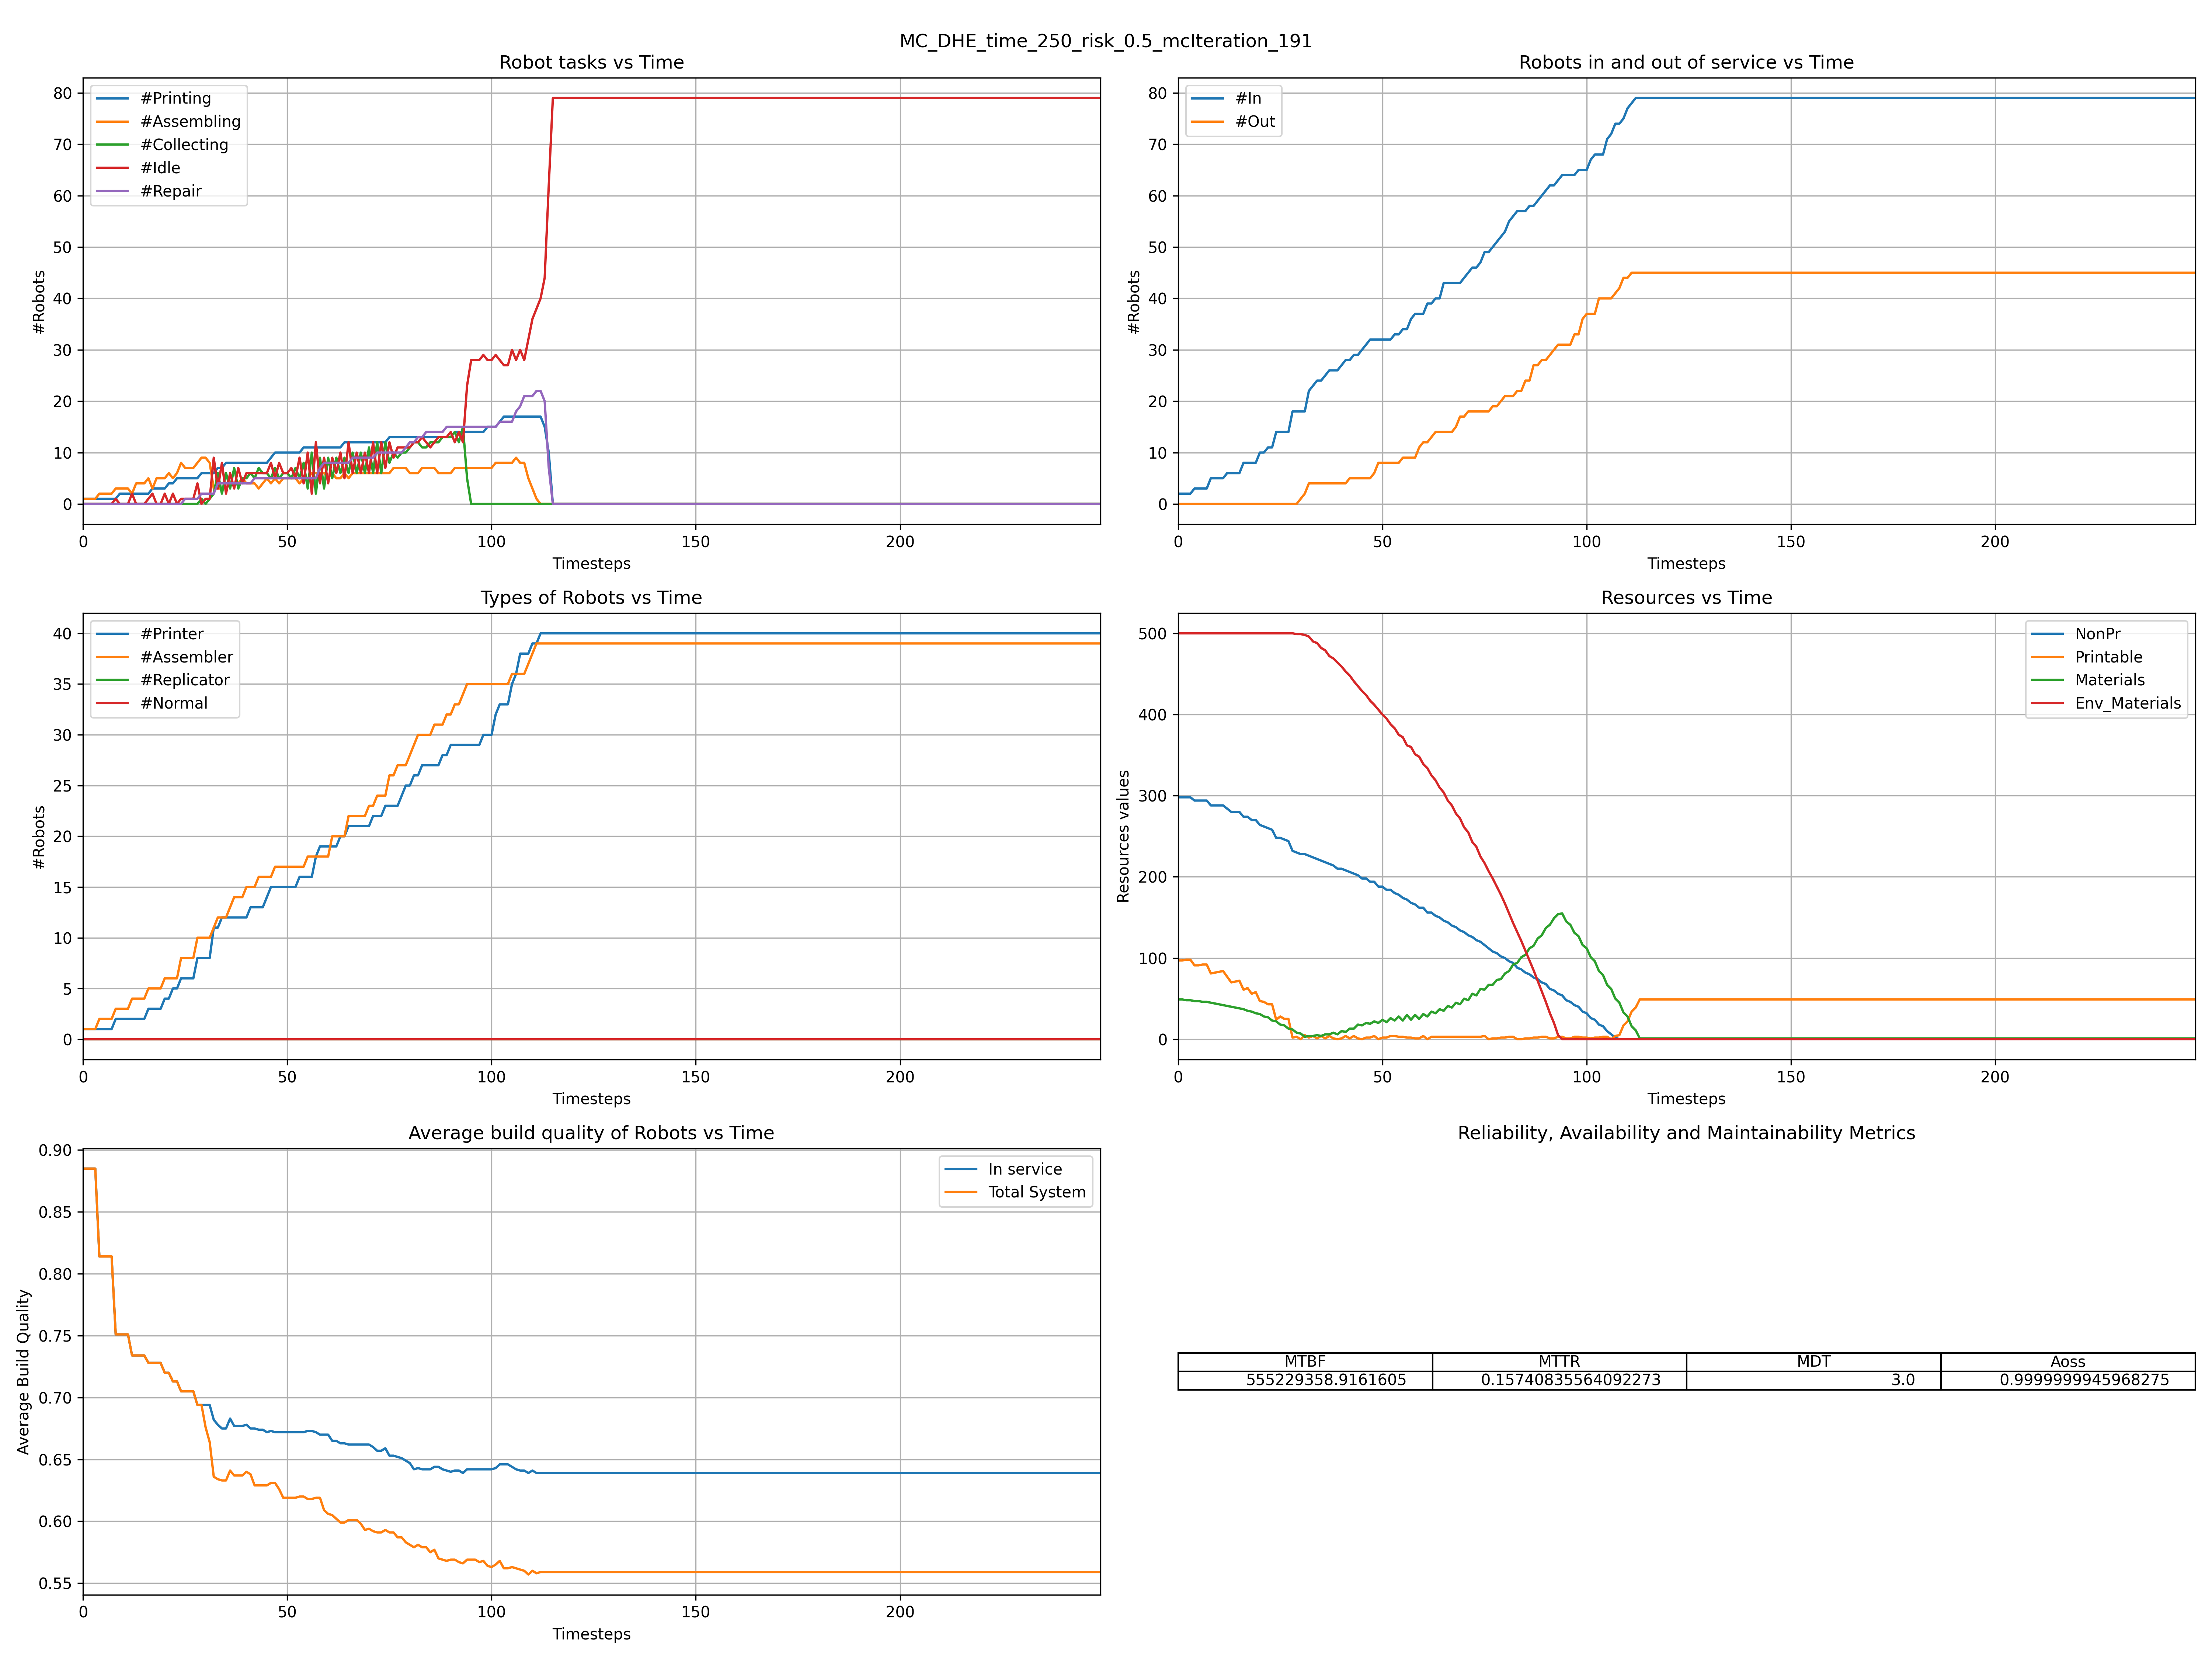 MC_DHE_time_250_risk_0.5_mcIteration_191
Robot tasks vs Time
#Printing
#Assembling
#Collecting
#Idle
#Repair
80
70
60
50
40
30
20
10
0
#Robots
0 50 100 150 200
Timesteps
Robots in and out of service vs Time
#In
#Out
80
70
60
50
40
30
20
10
0
#Robots
0 50 100 150 200
Timesteps
Types of Robots vs Time
#Printer
#Assembler
#Replicator
#Normal
40
35
30
25
20
15
10
5
0
#Robots
0 50 100 150 200
Timesteps
Resources vs Time
NonPr
Printable
Materials
Env_Materials
500
400
300
200
100
0
Resources values
0 50 100 150 200
Timesteps
Average build quality of Robots vs Time
In service
Total System
0.90
0.85
0.80
0.75
0.70
0.65
0.60
0.55
Average Build Quality
0 50 100 150 200
Timesteps
Reliability, Availability and Maintainability Metrics
MTBF MTTR MDT Aoss
555229358.9161605 0.15740835564092273 3.0 0.9999999945968275